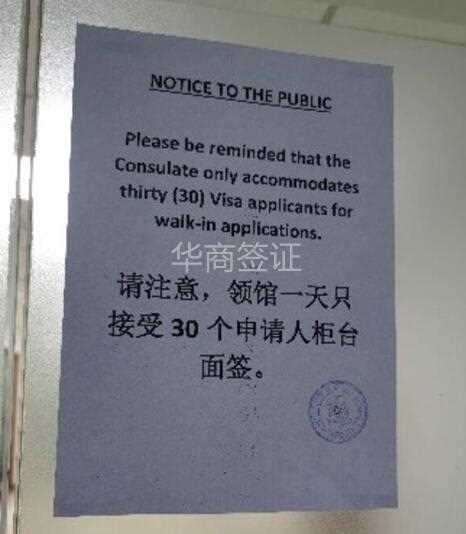 NOTICE TO THE PUBLIC
Please be reminded that the
Consulate only accommodates
thirty (30) Visa applicants for
walk-in applications.
华商签证
请注意，领馆一天只
接受 30 个申请人柜台
面签。